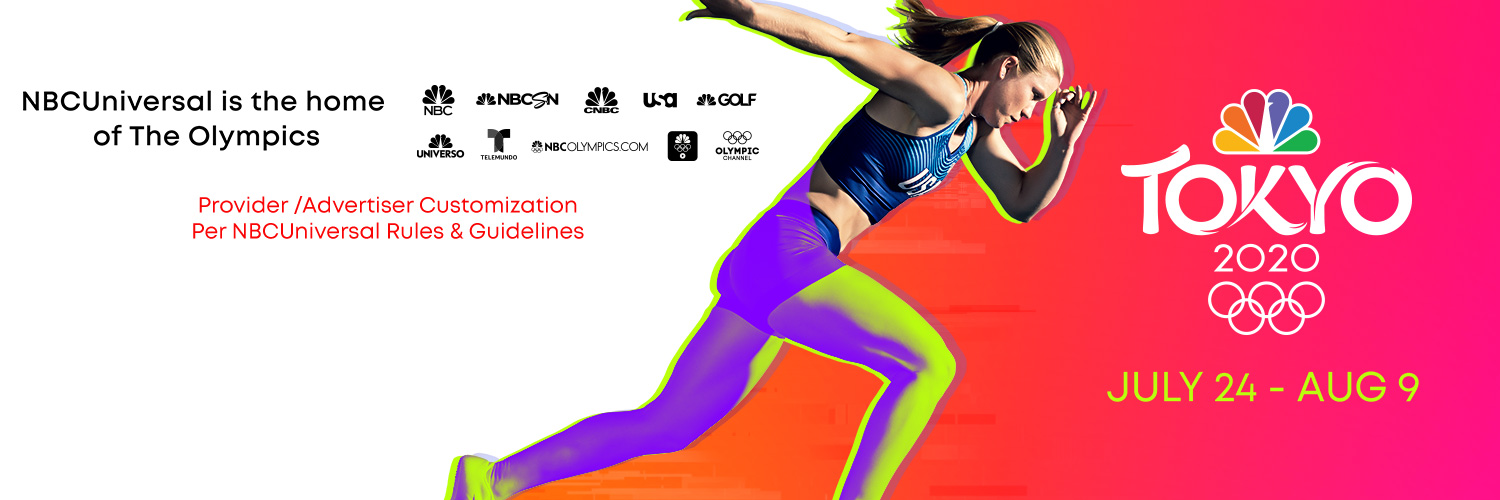 NBCUniversal is the home
of The Olympics
NBC
NBCSN
CNBC
usa
GOLF
UNIVERSO
TELEMUNDO
NBCOLYMPICS.COM
OLYMPIC
CHANNEL
Provider /Advertiser Customization
Per NBCUniversal Rules & Guidelines
US
TOKYO
2020
JULY 24 - AUG 9